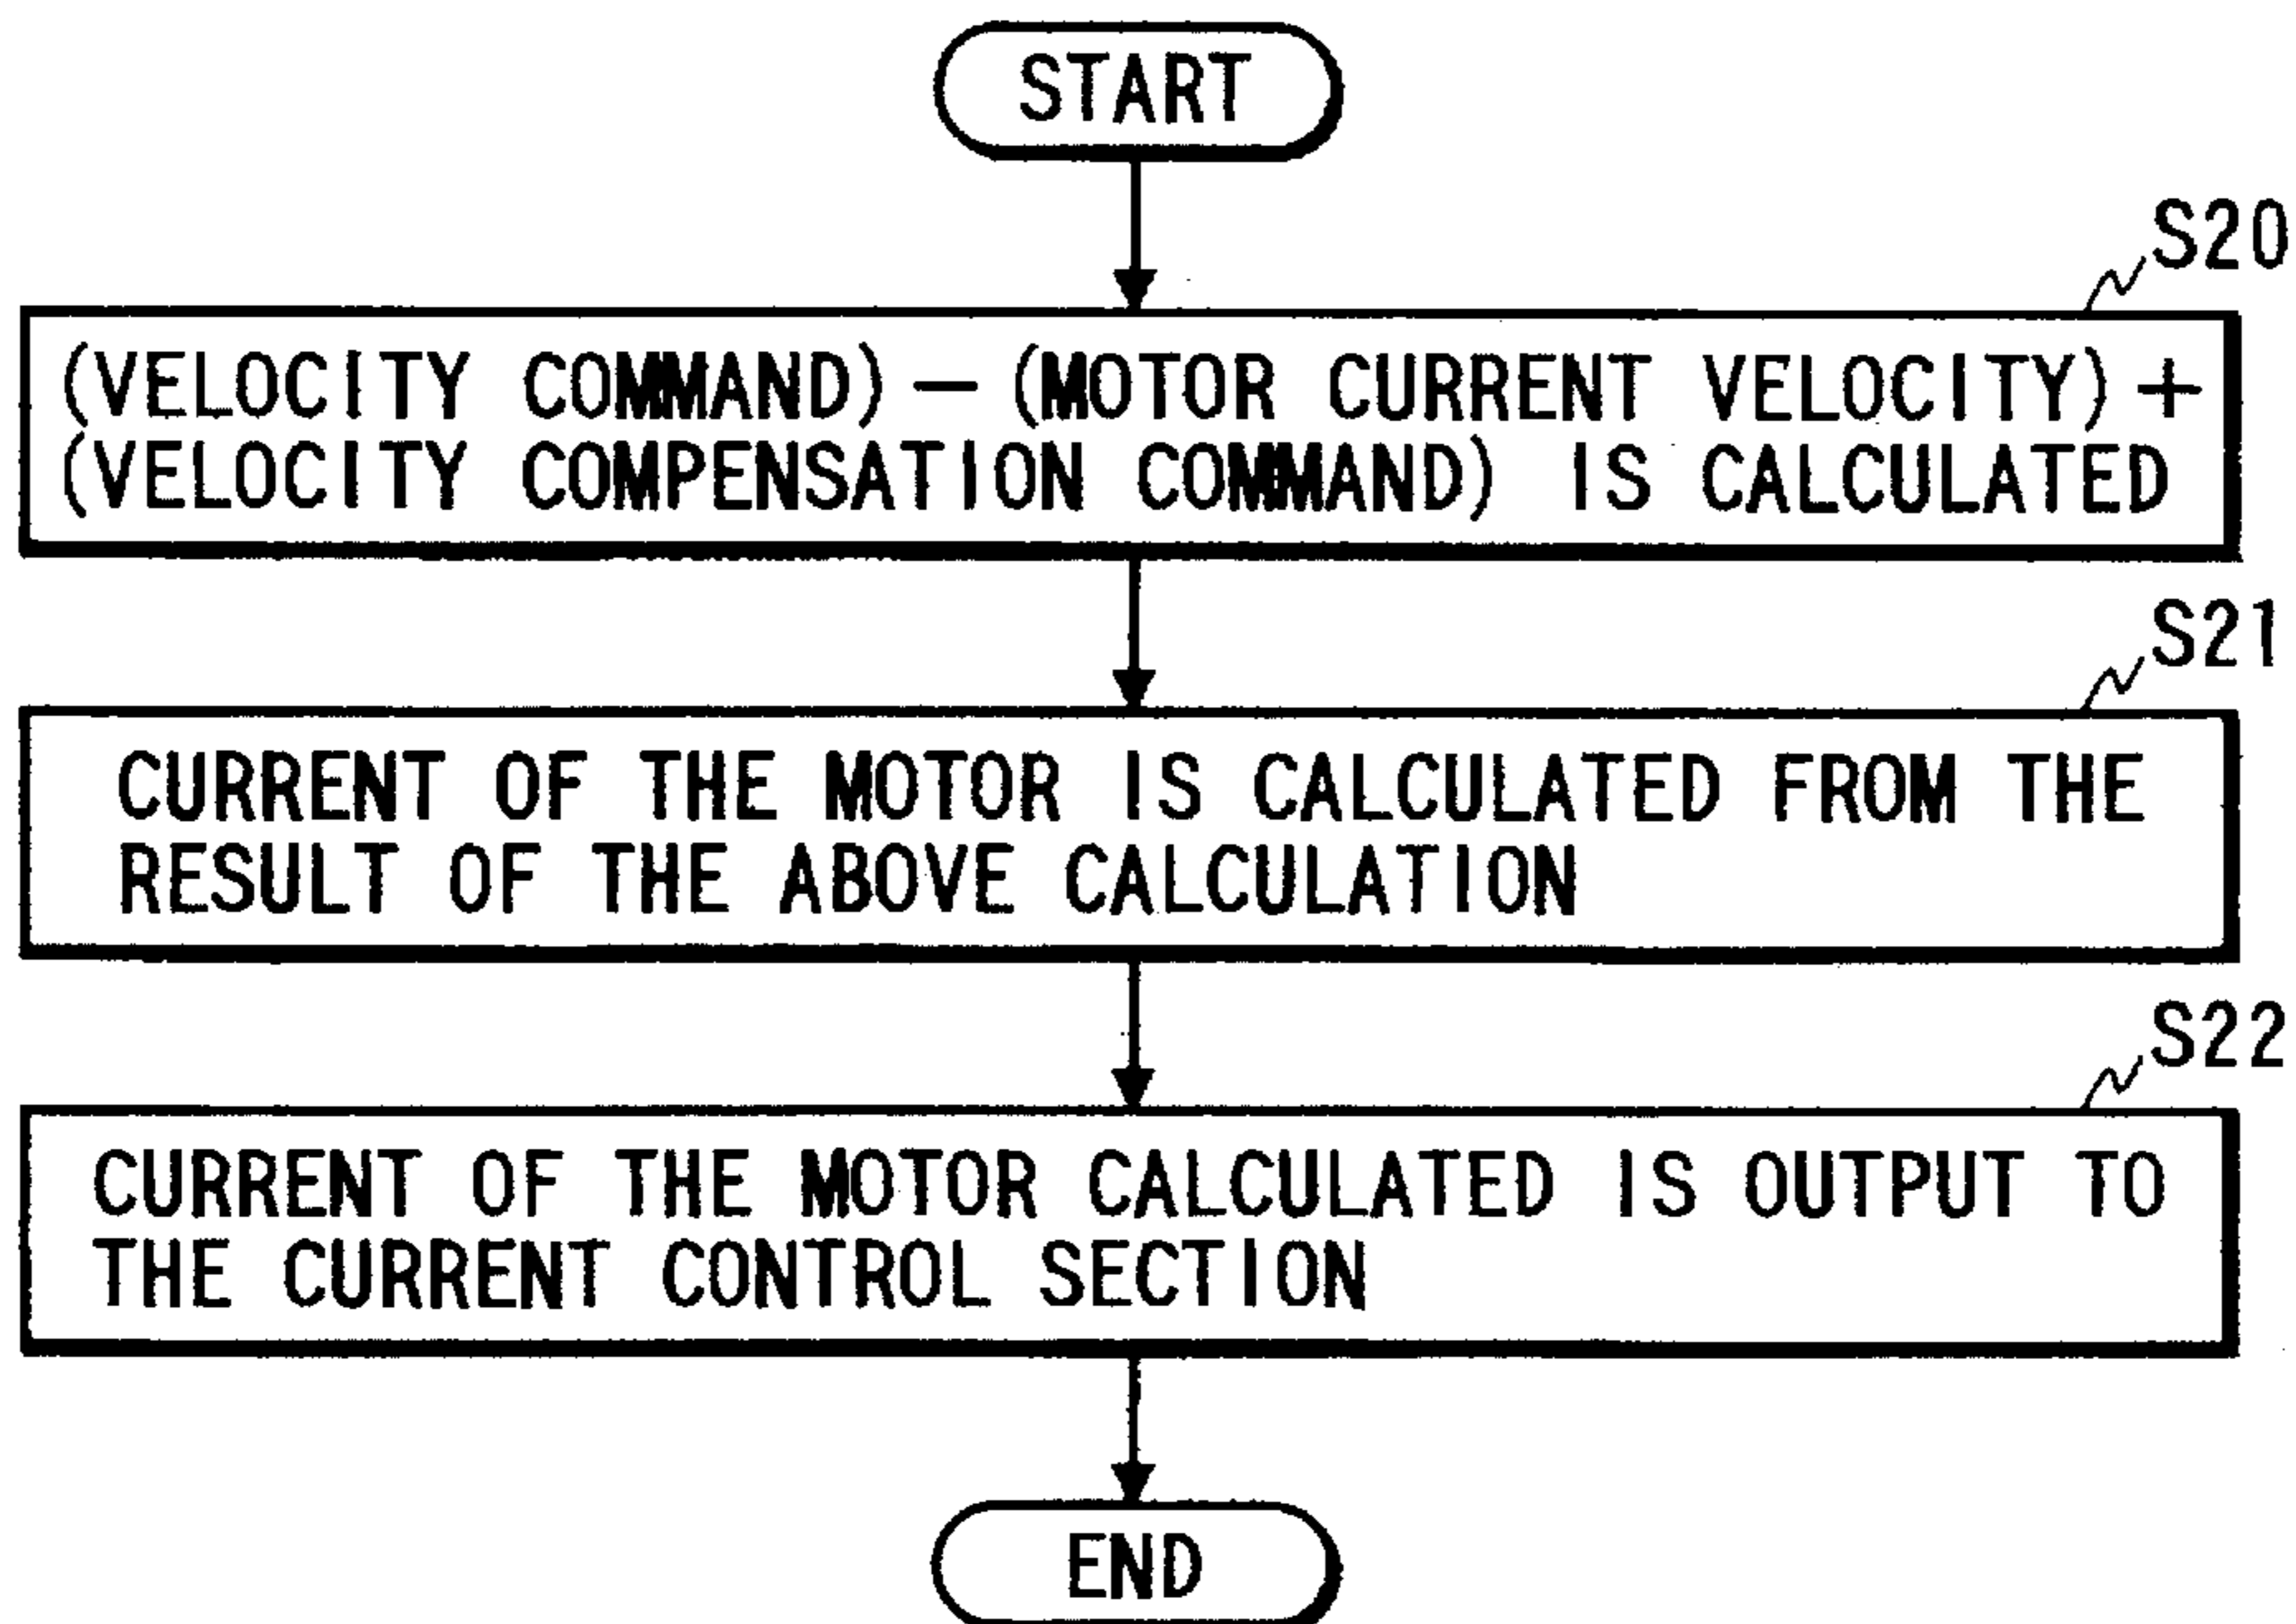 START
S20
(VELOCITY COMMAND)—(MOTOR CURRENT VELOCITY)+
(VELOCITY COMPENSATION COMMAND) IS CALCULATED
S21
CURRENT OF THE MOTOR IS CALCULATED FROM THE
RESULT OF THE ABOVE CALCULATION
S22
CURRENT OF THE MOTOR CALCULATED IS OUTPUT TO
THE CURRENT CONTROL SECTION
END